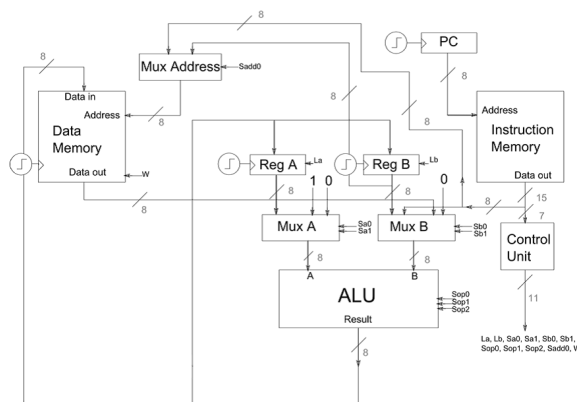 8
8
PC
8
Mux Address
Sadd0
8
Data in
Address
Data
Memory
Data out
W
8
8
8
Address
Instruction
Memory
Data out
Reg A
La
Reg B
Lb
8
8
1 0
8
0
8
15
7
Mux A
Sa0
Sa1
Mux B
Sb0
Sb1
Control
Unit
8
8
11
A
B
ALU
Sop0
Sop1
Sop2
Result
8
La, Lb, Sa0, Sa1, Sb0, Sb1,
Sop0, Sop1, Sop2, Sadd0, W